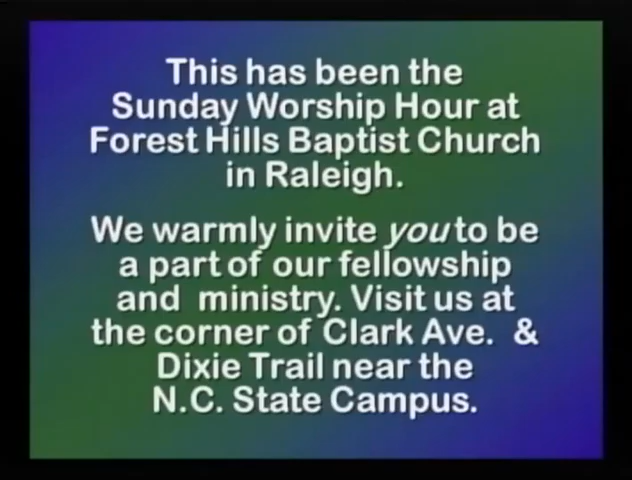 This has been the
Sunday Worship Hour at
Forest Hills Baptist Church
in Raleigh.
We warmly invite you to be
a part of our fellowship
and ministry. Visit us at
the corner of Clark Ave. &
Dixie Trail near the
N.C. State Campus.